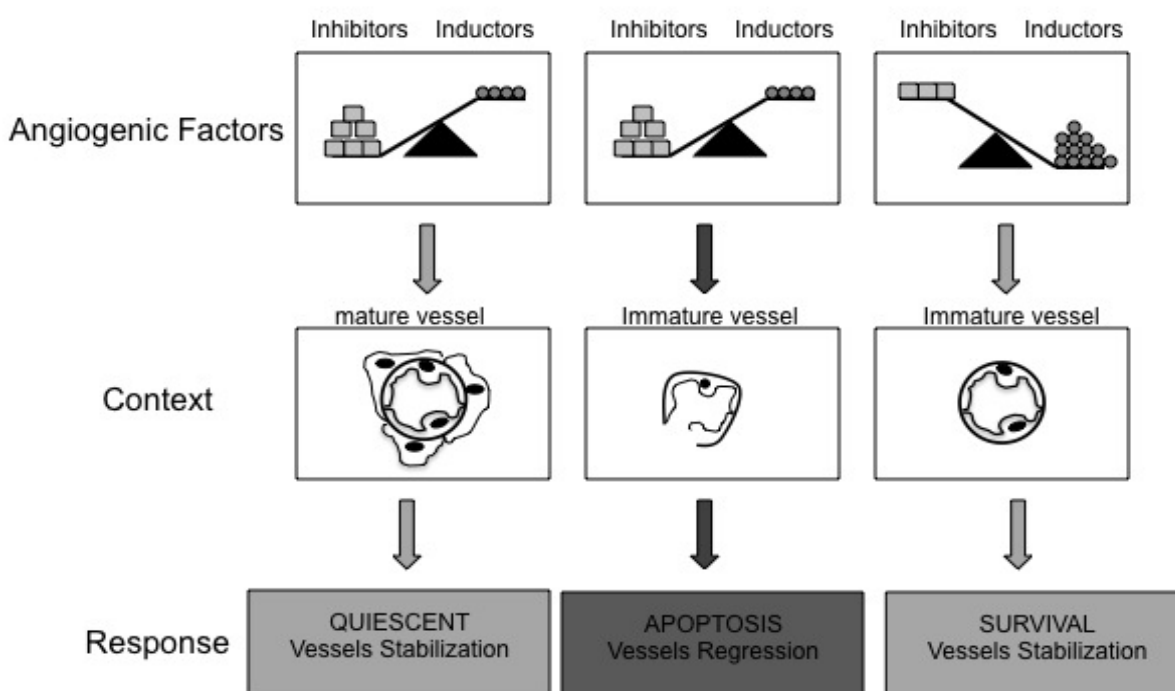 Inhibitors Inductors
Inhibitors Inductors
Inhibitors Inductors
Angiogenic Factors
mature vessel
Immature vessel
Immature vessel
Context
Response
QUIESCENT
Vessels Stabilization
APOPTOSIS
Vessels Regression
SURVIVAL
Vessels Stabilization